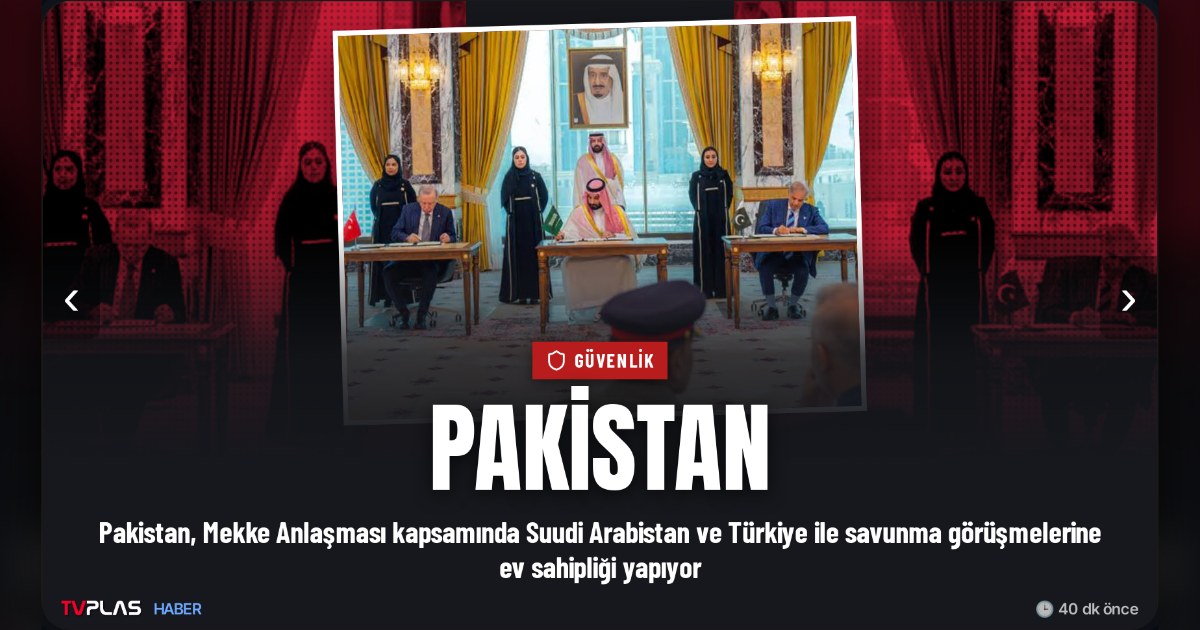 GÜVENLİK
PAKİSTAN
Pakistan, Mekke Anlaşması kapsamında Suudi Arabistan ve Türkiye ile savunma görüşmelerine
ev sahipliği yapıyor
TVPLAS HABER
40 dk önce